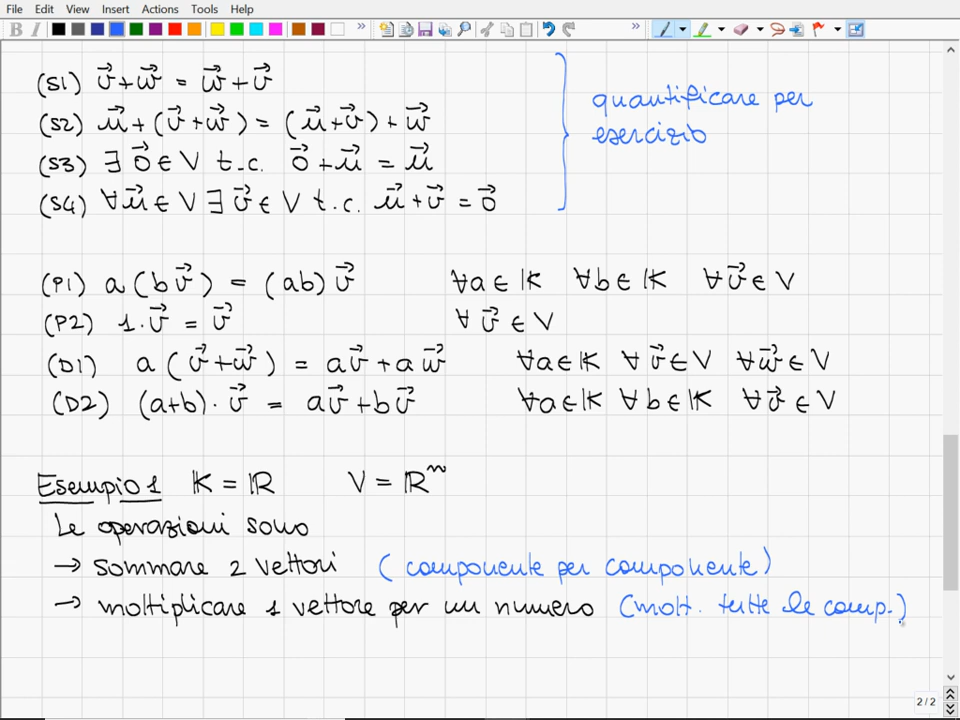 File Edit View Insert Actions Tools Help
B I
(S1) v⃗+w⃗ = w⃗+v⃗
(S2) u⃗+(v⃗+w⃗)=(u⃗+v⃗)+w⃗
(S3) ∃ 0⃗ ∈ V t.c. 0⃗+u⃗ = u⃗
(S4) ∀u⃗ ∈ V ∃ v⃗ ∈ V t.c. u⃗+v⃗ = 0⃗
quantificare per
esercizio
(P1) a(bv⃗) = (ab)v⃗ ∀a∈𝕂 ∀b∈𝕂 ∀v⃗∈V
(P2) 1·v⃗ = v⃗ ∀v⃗∈V
(D1) a(v⃗+w⃗) = av⃗+aw⃗ ∀a∈𝕂 ∀v⃗∈V ∀w⃗∈V
(D2) (a+b)·v⃗ = av⃗+bv⃗ ∀a∈𝕂 ∀b∈𝕂 ∀v⃗∈V
Esempio 1 𝕂 = ℝ V = ℝⁿ
Le operazioni sono
→ sommare 2 vettori (componente per componente)
→ moltiplicare 1 vettore per un numero (molt. tutte le comp.)
2 / 2